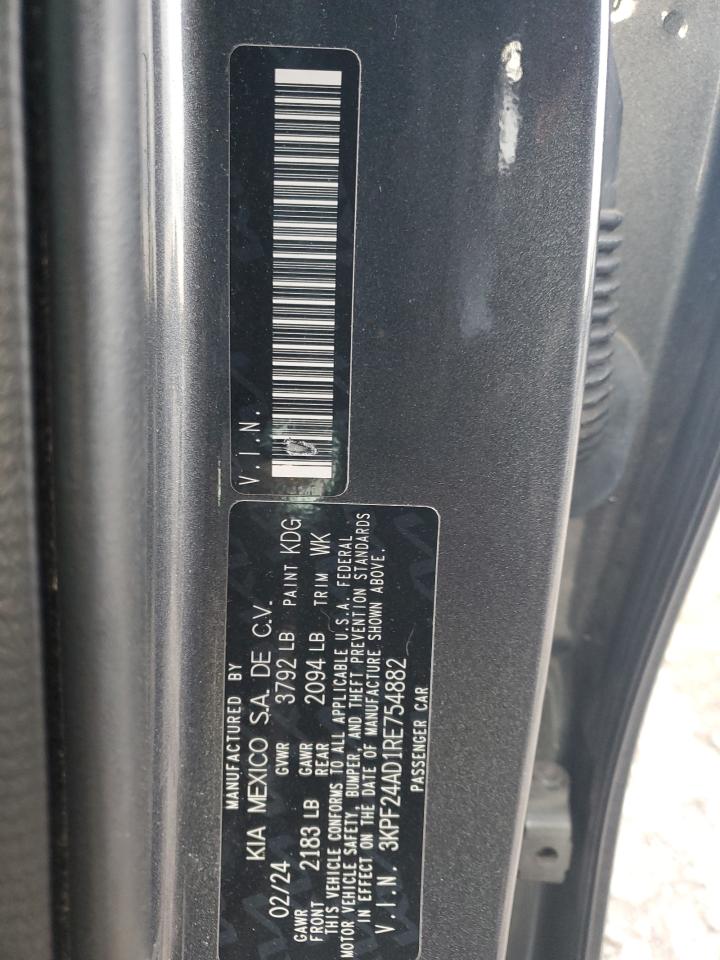 V.I.N.
MANUFACTURED BY
KIA MEXICO S.A. DE C.V.
02/24 GVWR 3792 LB PAINT KDG
GAWR FRONT 2183 LB GAWR REAR 2094 LB TRIM WK
THIS VEHICLE CONFORMS TO ALL APPLICABLE U.S.A. FEDERAL
MOTOR VEHICLE SAFETY, BUMPER, AND THEFT PREVENTION STANDARDS
IN EFFECT ON THE DATE OF MANUFACTURE SHOWN ABOVE.
V.I.N. 3KPF24AD1RE754882
PASSENGER CAR